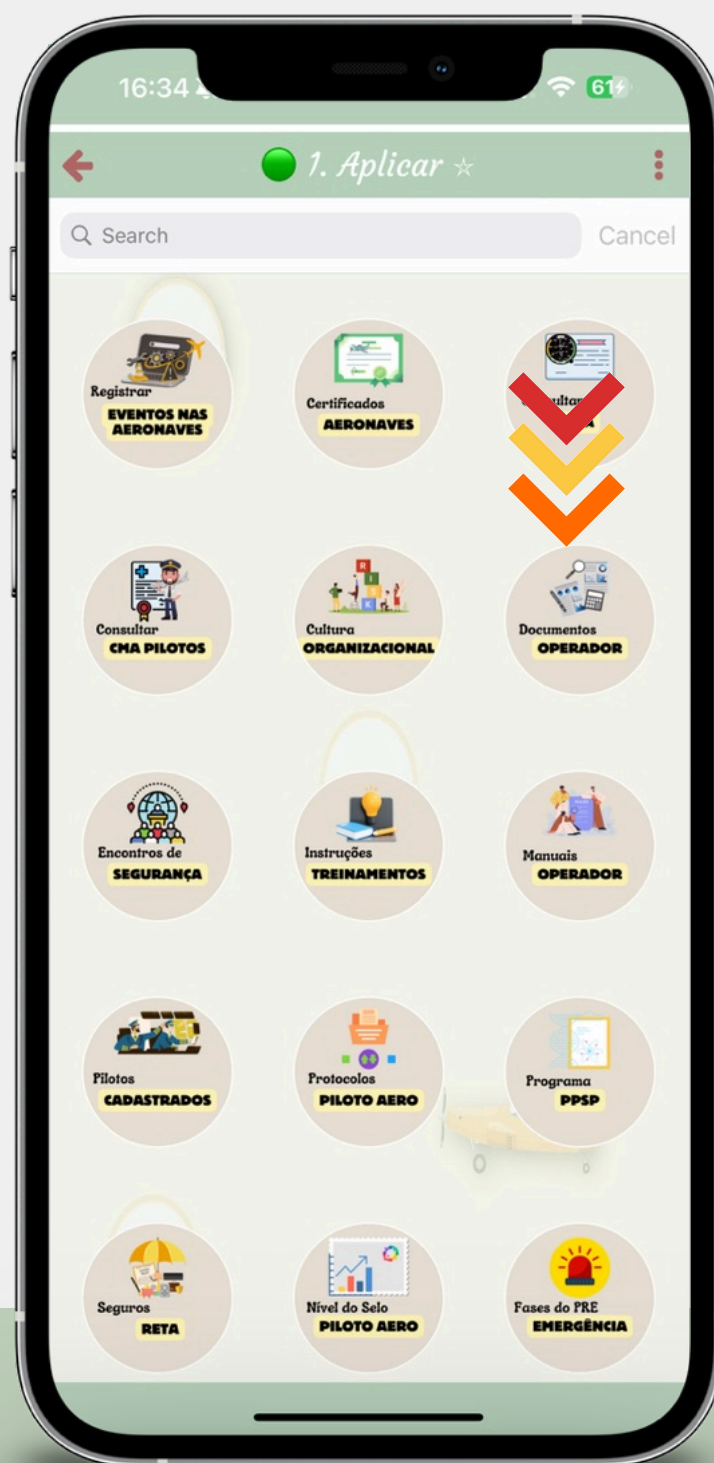 16:34
61
1. Aplicar ☆
Search
Cancel
Registrar
EVENTOS NAS
AERONAVES
Certificados
AERONAVES
Consultar
CMA PILOTOS
Cultura
RISK
ORGANIZACIONAL
Documentos
OPERADOR
Encontros de
SEGURANÇA
Instruções
TREINAMENTOS
Manuais
OPERADOR
Pilotos
CADASTRADOS
Protocolos
PILOTO AERO
Programa
PPSP
Seguros
RETA
Nível do Selo
PILOTO AERO
Fases do PRE
EMERGÊNCIA